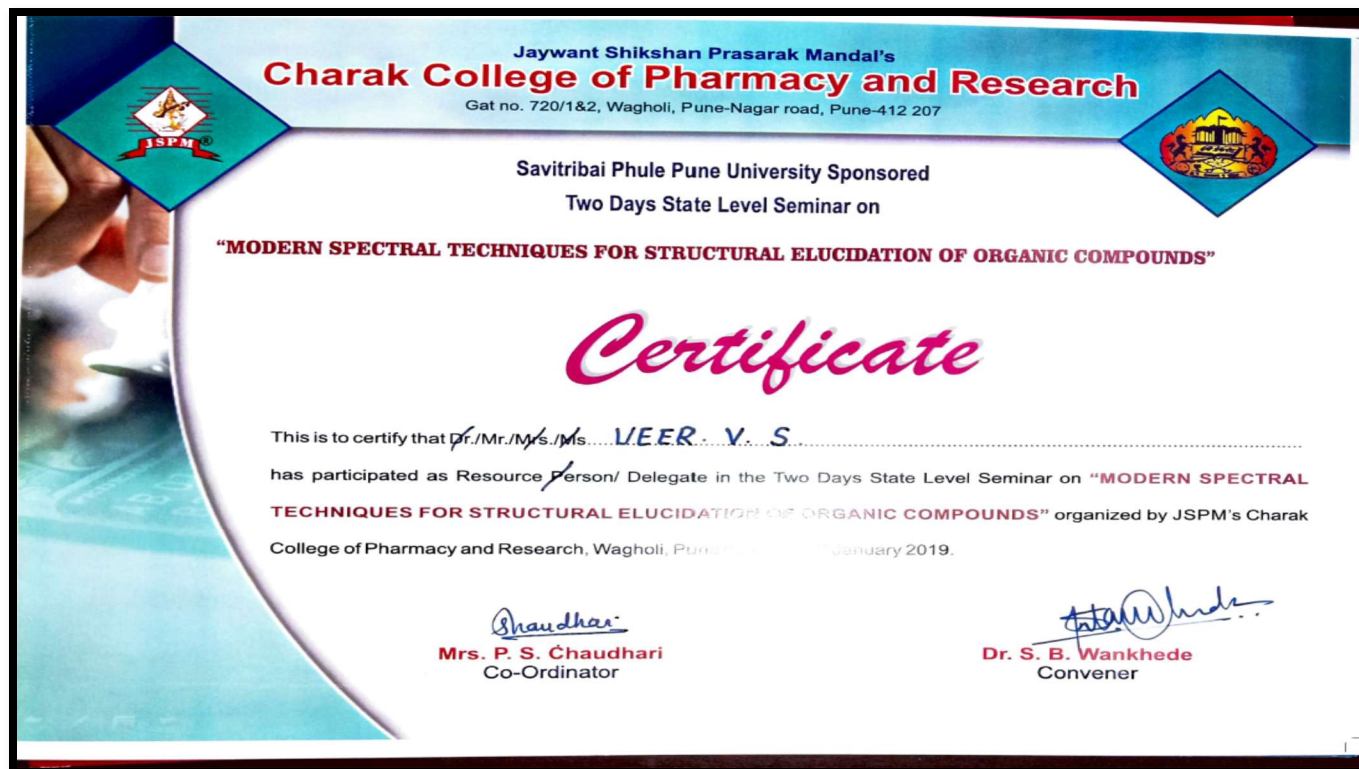 Jaywant Shikshan Prasarak Mandal's
Charak College of Pharmacy and Research
Gat no. 720/1&2, Wagholi, Pune-Nagar road, Pune-412 207
JSPM®
Savitribai Phule Pune University Sponsored
Two Days State Level Seminar on
“MODERN SPECTRAL TECHNIQUES FOR STRUCTURAL ELUCIDATION OF ORGANIC COMPOUNDS”
Certificate
This is to certify that Dr./Mr./Mrs./Ms. VEER. V. S.
has participated as Resource Person/ Delegate in the Two Days State Level Seminar on “MODERN SPECTRAL
TECHNIQUES FOR STRUCTURAL ELUCIDATION OF ORGANIC COMPOUNDS” organized by JSPM's Charak
College of Pharmacy and Research, Wagholi, January 2019.
Chaudhari
Mrs. P. S. Chaudhari
Co-Ordinator
Dr. S. B. Wankhede
Convener